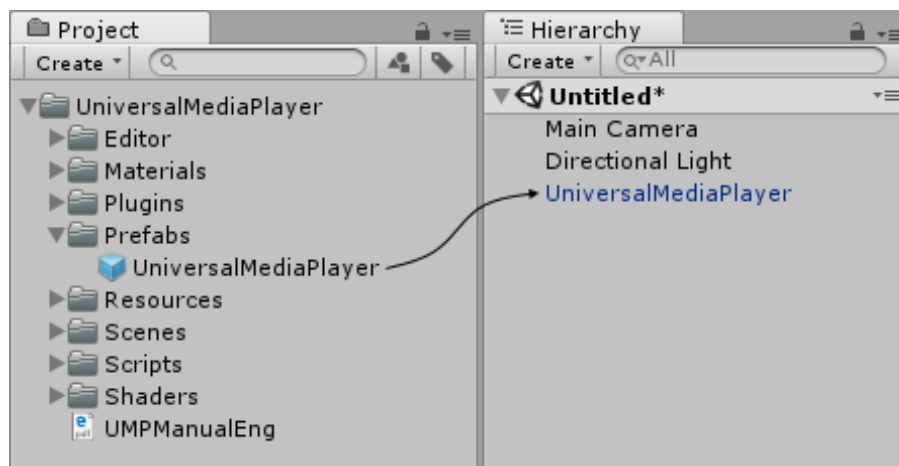 Project
Create
UniversalMediaPlayer
Editor
Materials
Plugins
Prefabs
UniversalMediaPlayer
Resources
Scenes
Scripts
Shaders
UMPManualEng
Hierarchy
Create
All
Untitled*
Main Camera
Directional Light
UniversalMediaPlayer